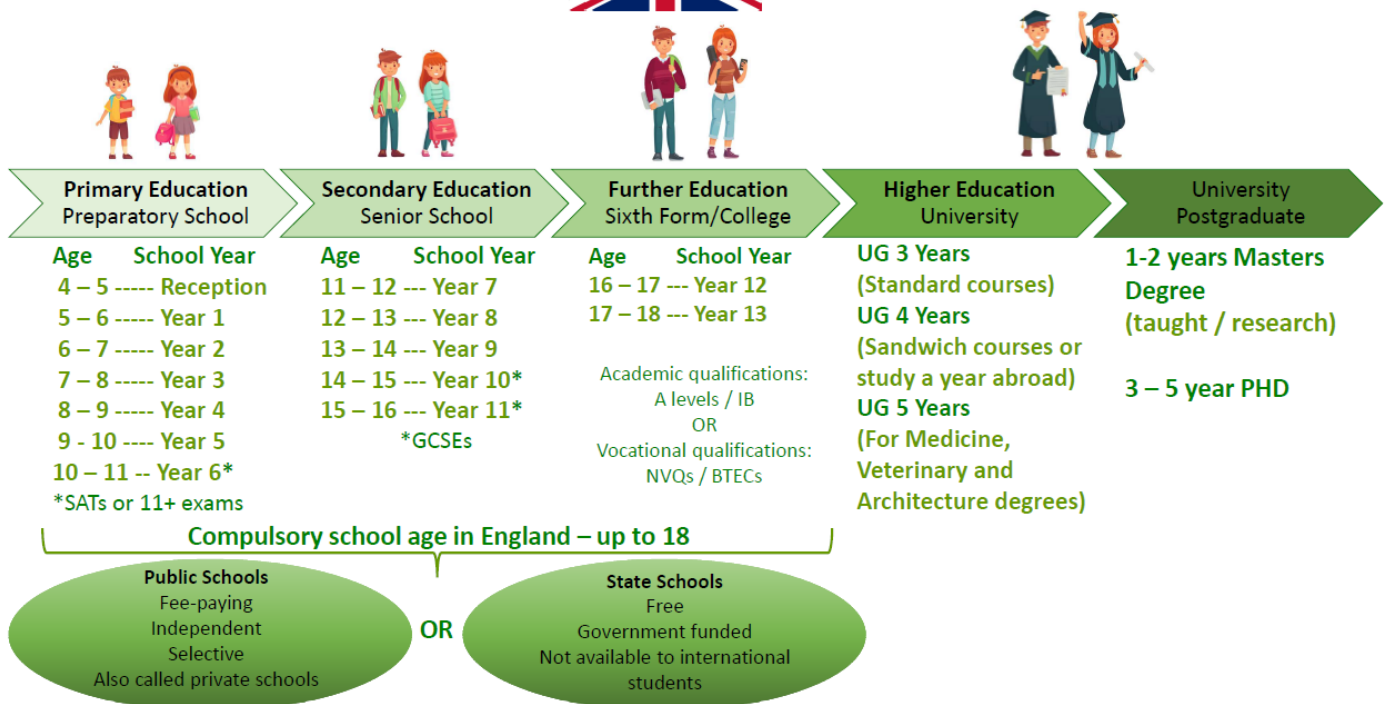 Primary Education
Preparatory School
Secondary Education
Senior School
Further Education
Sixth Form/College
Higher Education
University
University
Postgraduate
Age School Year
4 – 5 ----- Reception
5 – 6 ----- Year 1
6 – 7 ----- Year 2
7 – 8 ----- Year 3
8 – 9 ----- Year 4
9 - 10 ---- Year 5
10 – 11 -- Year 6*
*SATs or 11+ exams
Age School Year
11 – 12 --- Year 7
12 – 13 --- Year 8
13 – 14 --- Year 9
14 – 15 --- Year 10*
15 – 16 --- Year 11*
*GCSEs
Age School Year
16 – 17 --- Year 12
17 – 18 --- Year 13
Academic qualifications:
A levels / IB
OR
Vocational qualifications:
NVQs / BTECs
UG 3 Years
(Standard courses)
UG 4 Years
(Sandwich courses or
study a year abroad)
UG 5 Years
(For Medicine,
Veterinary and
Architecture degrees)
1-2 years Masters
Degree
(taught / research)
3 – 5 year PHD
Compulsory school age in England – up to 18
Public Schools
Fee-paying
Independent
Selective
Also called private schools
OR
State Schools
Free
Government funded
Not available to international
students